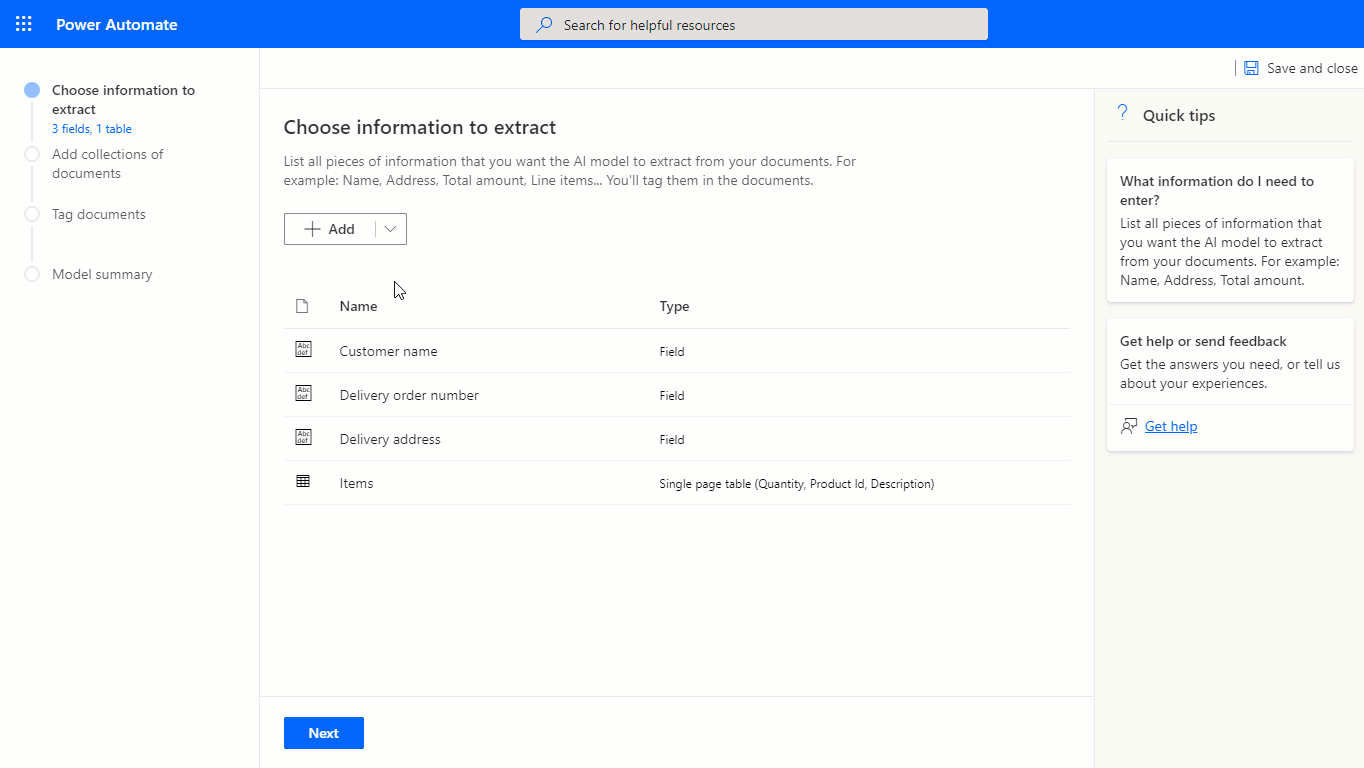 Power Automate
Search for helpful resources
Save and close
Choose information to
extract
3 fields, 1 table
Add collections of
documents
Tag documents
Model summary
Choose information to extract
List all pieces of information that you want the AI model to extract from your documents. For
example: Name, Address, Total amount, Line items... You'll tag them in the documents.
Add
Name Type
Abc
def
Customer name Field
Abc
def
Delivery order number Field
Abc
def
Delivery address Field
Items Single page table (Quantity, Product Id, Description)
Next
? Quick tips
What information do I need to
enter?
List all pieces of information that
you want the AI model to extract
from your documents. For example:
Name, Address, Total amount.
Get help or send feedback
Get the answers you need, or tell us
about your experiences.
Get help